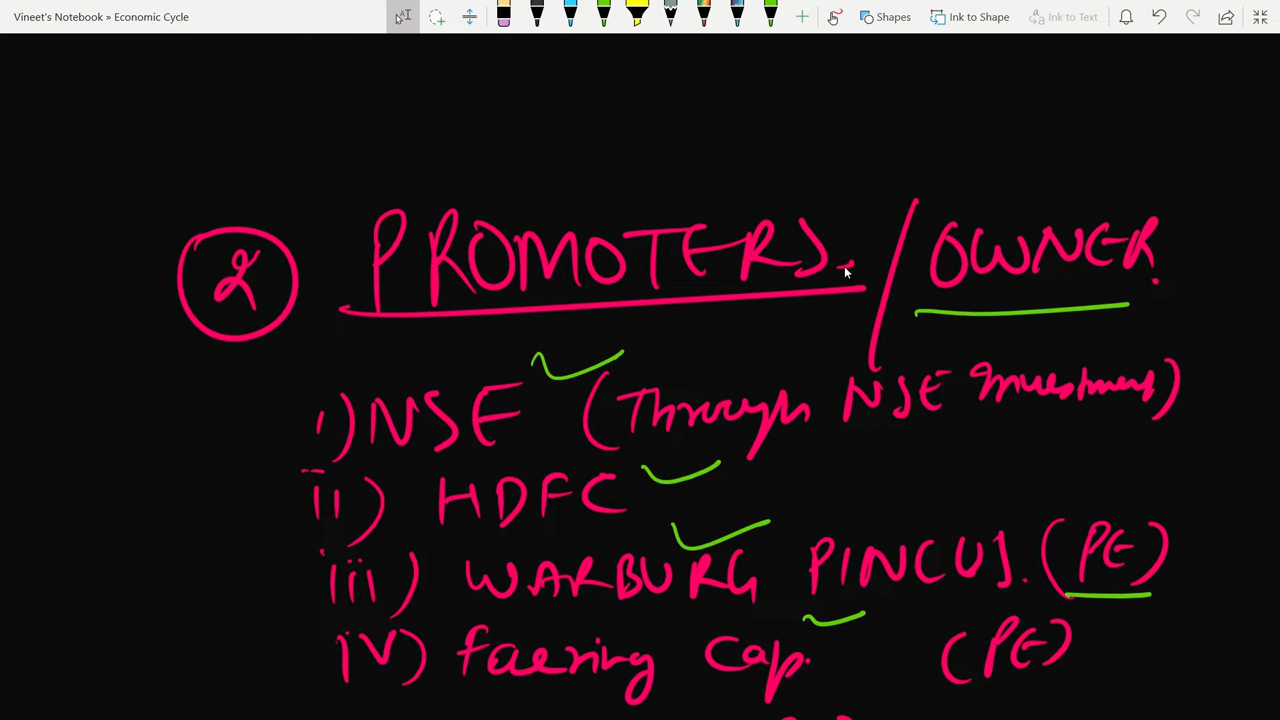 Vineet's Notebook » Economic Cycle
Shapes
Ink to Shape
Ink to Text
2 PROMOTERS. / OWNER
i) NSE (Through NSE Investment)
ii) HDFC
iii) WARBURG PINCUS. (PE)
iv) Faering Cap. (PE)